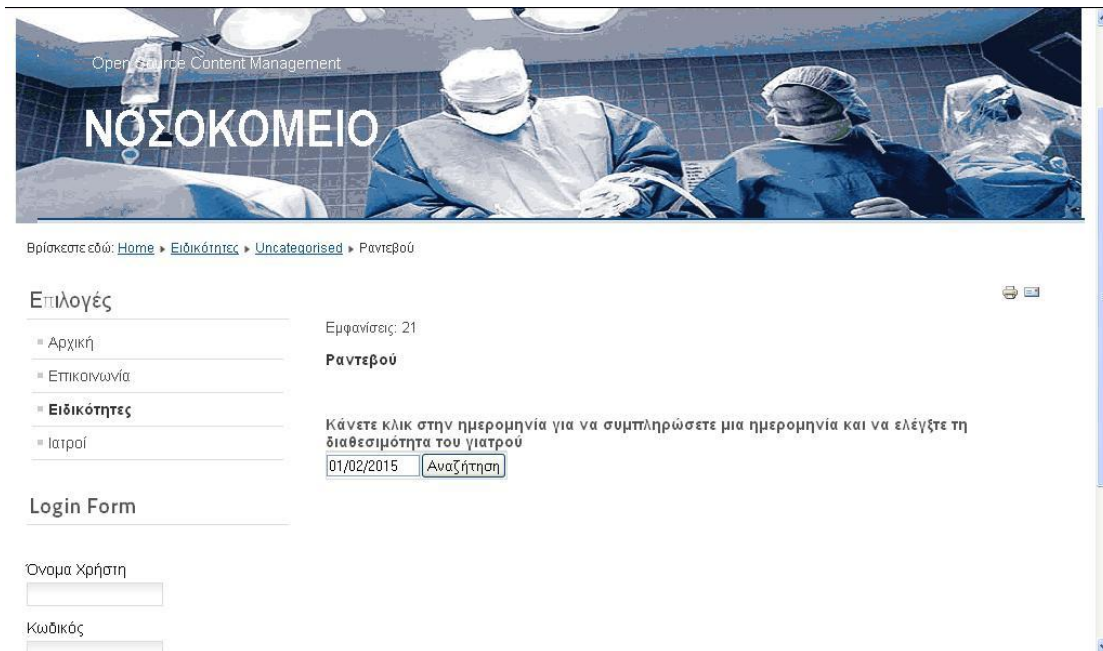 Open Source Content Management
ΝΟΣΟΚΟΜΕΙΟ
Βρίσκεστε εδώ: Home ▸ Ειδικότητες ▸ Uncategorised ▸ Ραντεβού
Επιλογές
Αρχική
Επικοινωνία
Ειδικότητες
Ιατροί
Εμφανίσεις: 21
Ραντεβού
Κάνετε κλικ στην ημερομηνία για να συμπληρώσετε μια ημερομηνία και να ελέγξτε τη
διαθεσιμότητα του γιατρού
01/02/2015 Αναζήτηση
Login Form
Όνομα Χρήστη
Κωδικός